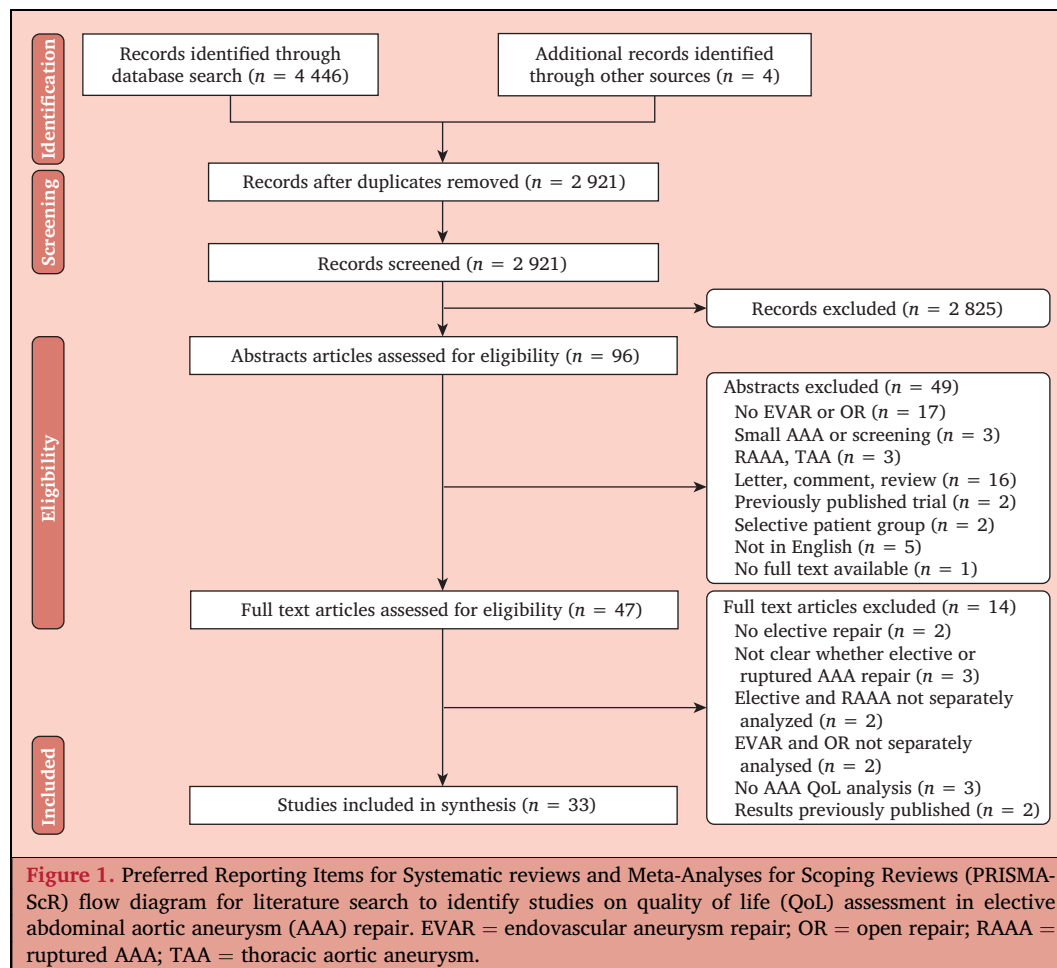 Identification
Records identified through
database search (n = 4 446)
Additional records identified
through other sources (n = 4)
Screening
Records after duplicates removed (n = 2 921)
Records screened (n = 2 921)
Records excluded (n = 2 825)
Eligibility
Abstracts articles assessed for eligibility (n = 96)
Abstracts excluded (n = 49)
No EVAR or OR (n = 17)
Small AAA or screening (n = 3)
RAAA, TAA (n = 3)
Letter, comment, review (n = 16)
Previously published trial (n = 2)
Selective patient group (n = 2)
Not in English (n = 5)
No full text available (n = 1)
Full text articles assessed for eligibility (n = 47)
Full text articles excluded (n = 14)
No elective repair (n = 2)
Not clear whether elective or
ruptured AAA repair (n = 3)
Elective and RAAA not separately
analyzed (n = 2)
EVAR and OR not separately
analysed (n = 2)
No AAA QoL analysis (n = 3)
Results previously published (n = 2)
Included
Studies included in synthesis (n = 33)
Figure 1. Preferred Reporting Items for Systematic reviews and Meta-Analyses for Scoping Reviews (PRISMA-
ScR) flow diagram for literature search to identify studies on quality of life (QoL) assessment in elective
abdominal aortic aneurysm (AAA) repair. EVAR = endovascular aneurysm repair; OR = open repair; RAAA =
ruptured AAA; TAA = thoracic aortic aneurysm.